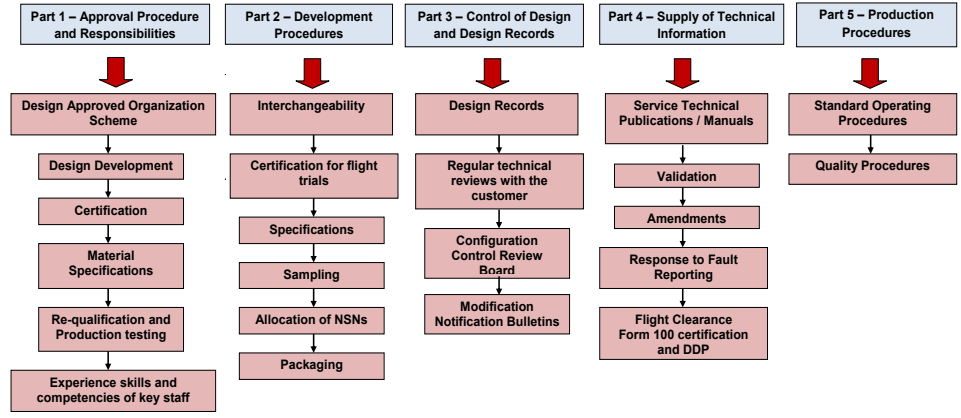 Part 1 – Approval Procedure
and Responsibilities
Design Approved Organization
Scheme
Design Development
Certification
Material
Specifications
Re-qualification and
Production testing
Experience skills and
competencies of key staff
Part 2 – Development
Procedures
Interchangeability
Certification for flight
trials
Specifications
Sampling
Allocation of NSNs
Packaging
Part 3 – Control of Design
and Design Records
Design Records
Regular technical
reviews with the
customer
Configuration
Control Review
Board
Modification
Notification Bulletins
Part 4 – Supply of Technical
Information
Service Technical
Publications / Manuals
Validation
Amendments
Response to Fault
Reporting
Flight Clearance
Form 100 certification
and DDP
Part 5 – Production
Procedures
Standard Operating
Procedures
Quality Procedures